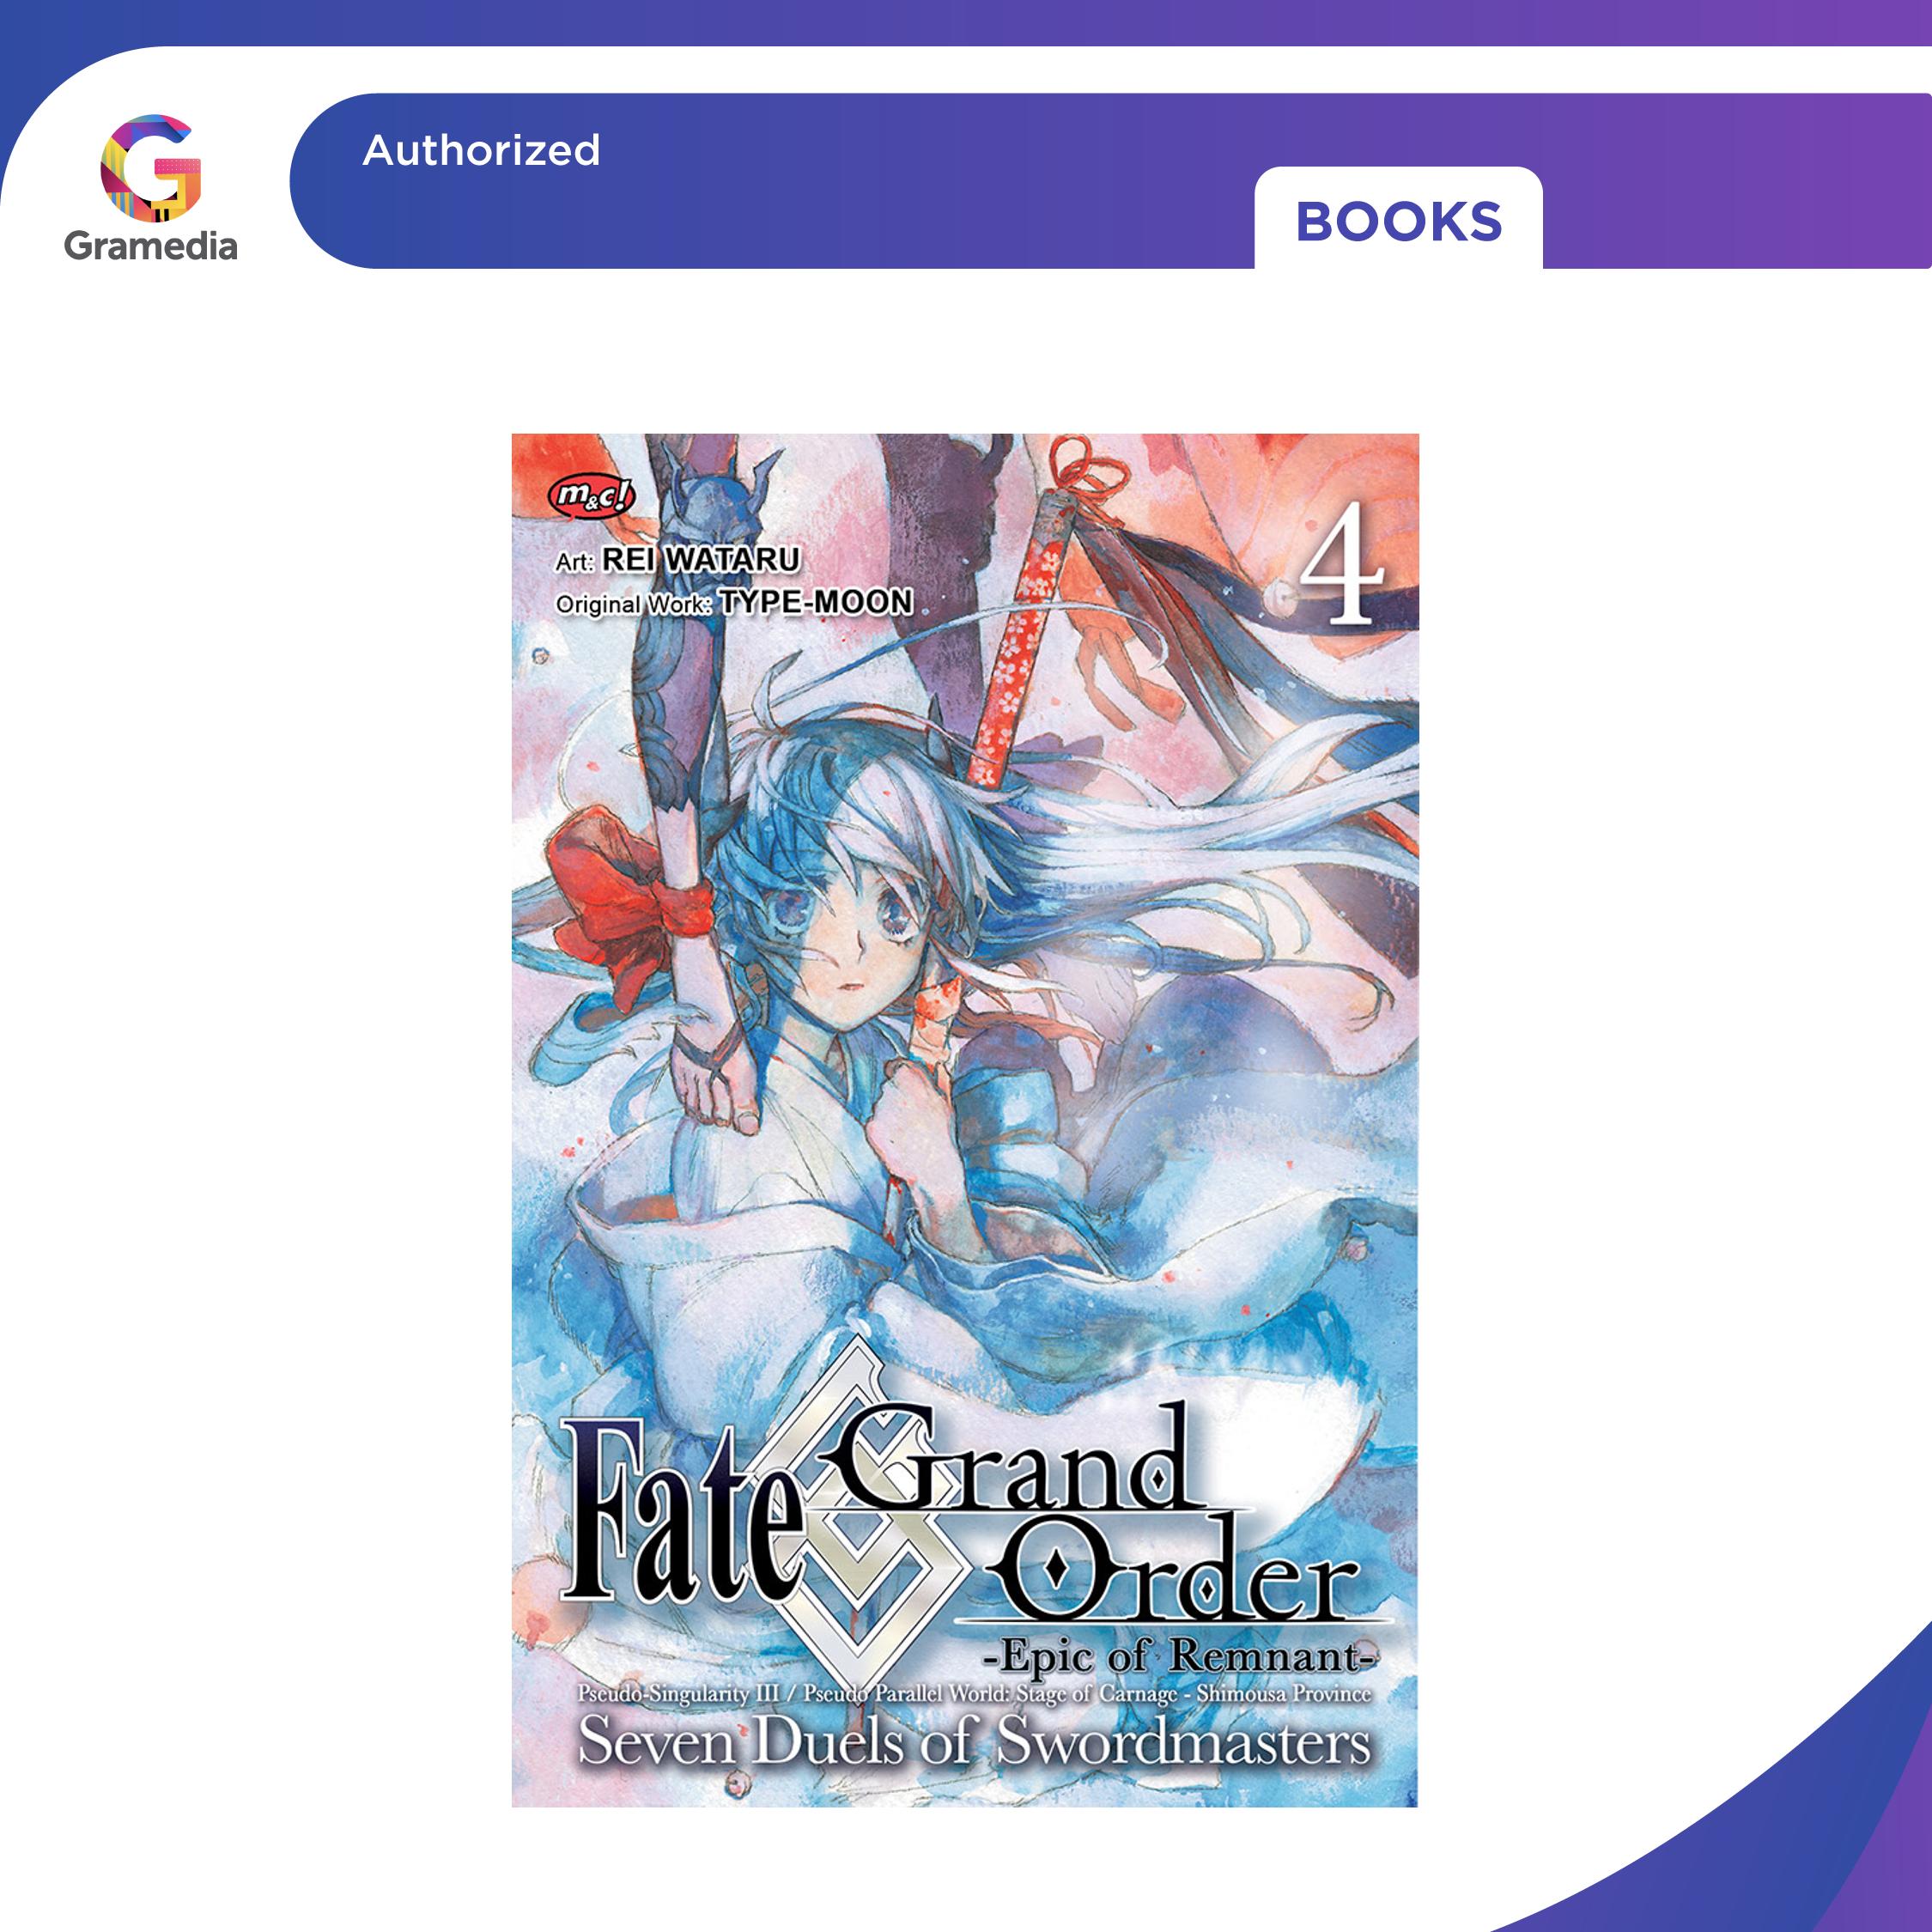 Gramedia
Authorized
BOOKS
m&c!
4
Art: REI WATARU
Original Work: TYPE-MOON
Fate
Grand
Order
-Epic of Remnant-
Pseudo-Singularity III / Pseudo Parallel World: Stage of Carnage - Shimousa Province
Seven Duels of Swordmasters